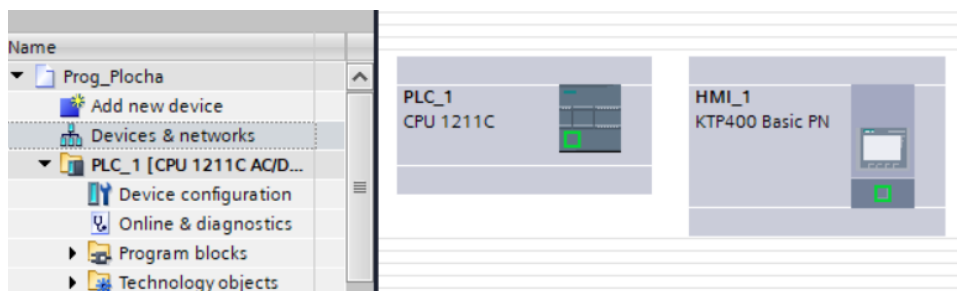 Name
Prog_Plocha
Add new device
Devices & networks
PLC_1 [CPU 1211C AC/D...
Device configuration
Online & diagnostics
Program blocks
Technology objects
PLC_1
CPU 1211C
HMI_1
KTP400 Basic PN